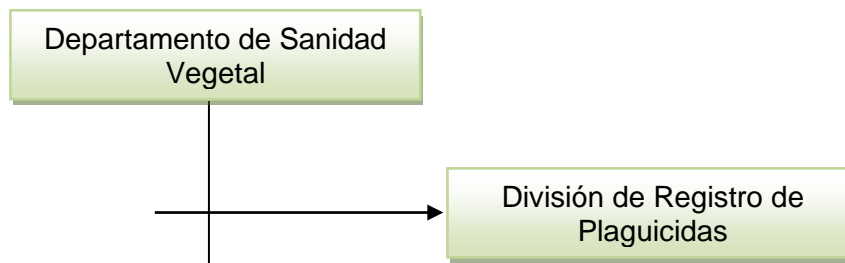 Departamento de Sanidad
Vegetal
División de Registro de
Plaguicidas